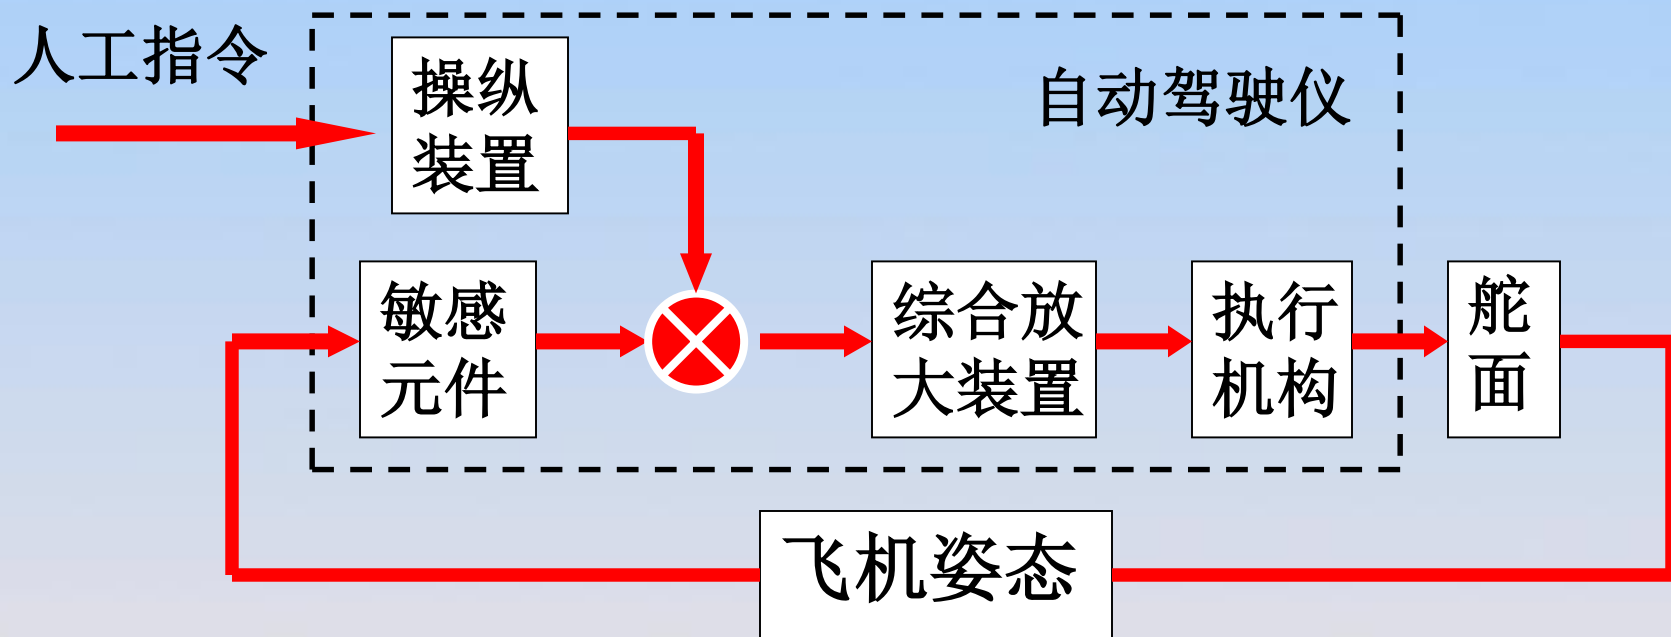 人工指令
操纵
装置
自动驾驶仪
敏感
元件
综合放
大装置
执行
机构
舵
面
飞机姿态